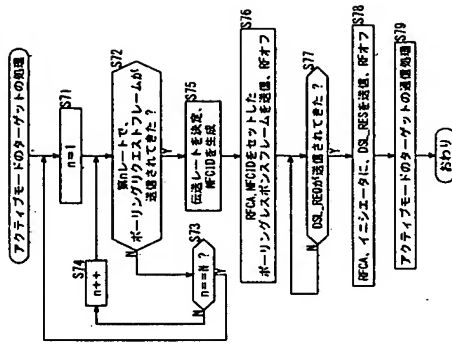 アクティブモードのターゲットの処理
S71
n=1
S72
第nレートで、
ポーリングリクエストフレームが
送信されてきた?
N
Y
S73
n==N ?
N
Y
S74
n++
S75
伝送レートを決定、
NFCIDを生成
S76
RFCA,NFCIDをセットした
ポーリングレスポンスフレームを送信、RFオフ
S77
DSL_REQが送信されてきた?
N
Y
S78
RFCA、イニシエータに、DSL_RESを送信、RFオフ
S79
アクティブモードのターゲットの通信処理
おわり